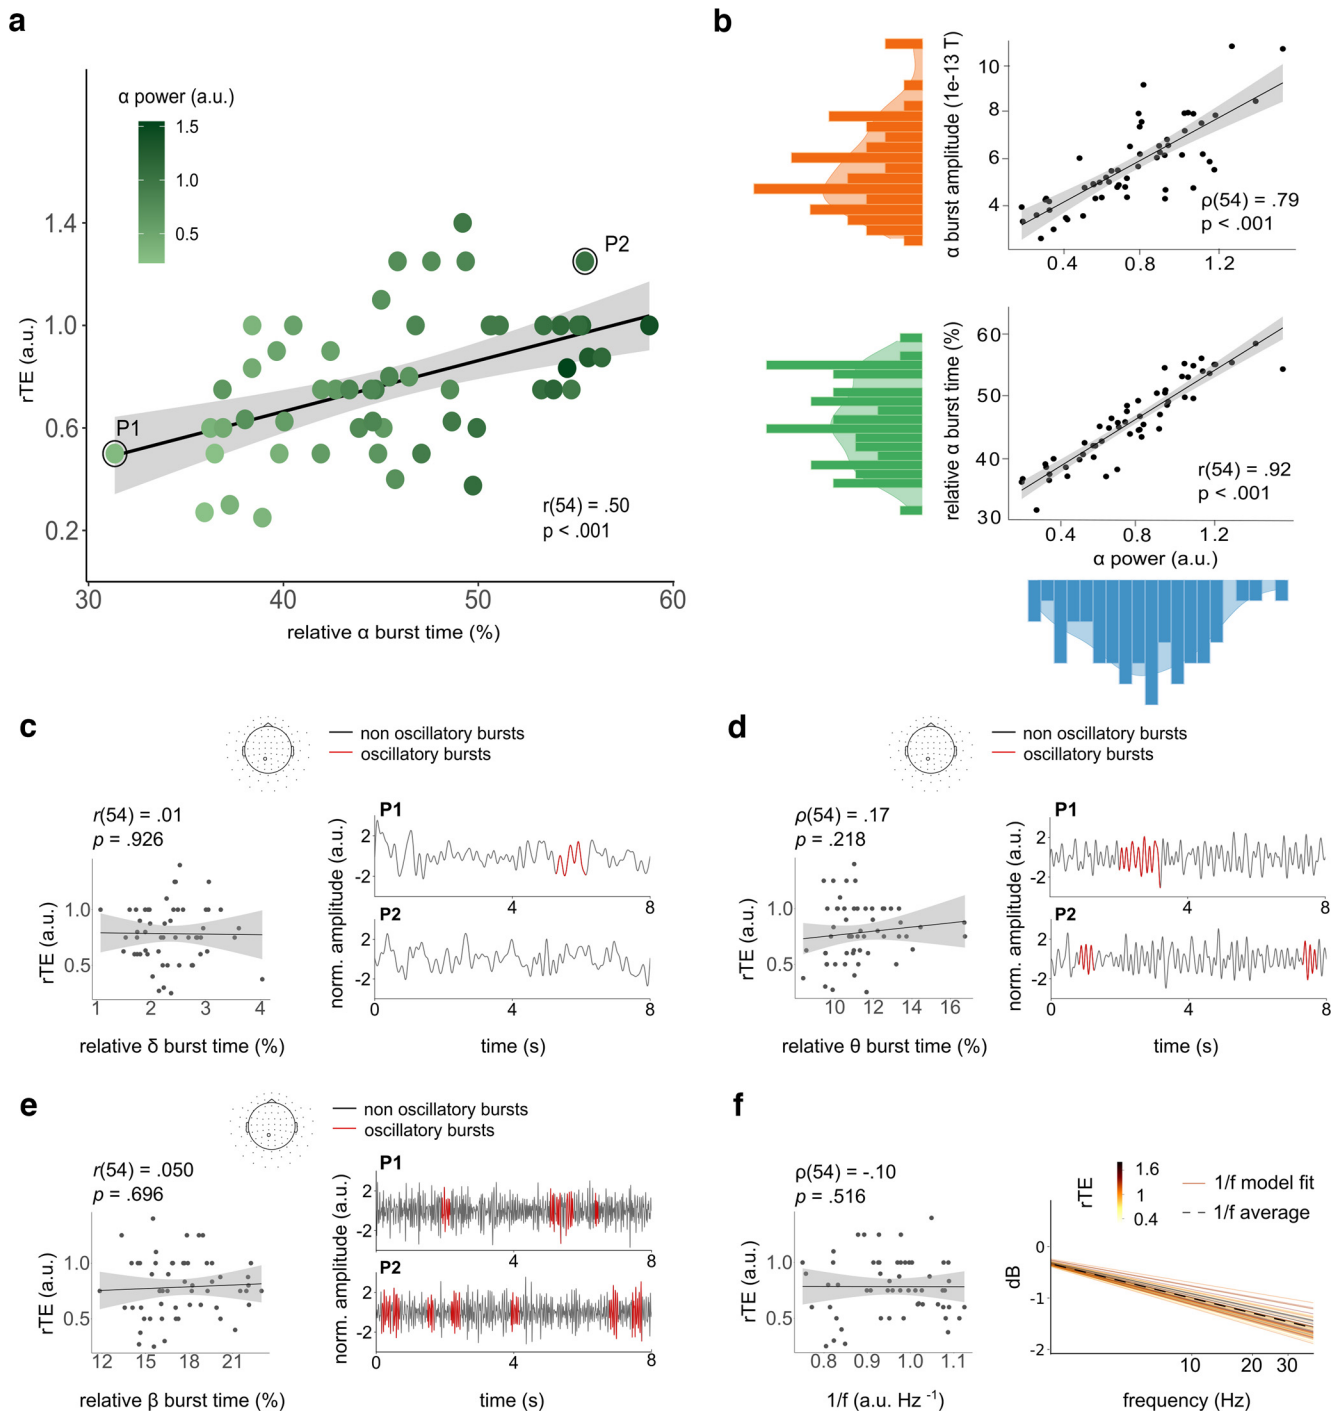 a
α power (a.u.)
1.5
1.0
0.5
rTE (a.u.)
1.4
1.0
0.6
0.2
P1
P2
r(54) = .50
p < .001
30
40
50
60
relative α burst time (%)
b
α burst amplitude (1e-13 T)
10
8
6
4
ρ(54) = .79
p < .001
0.4
0.8
1.2
relative α burst time (%)
60
50
40
30
r(54) = .92
p < .001
0.4
0.8
1.2
α power (a.u.)
c
non oscillatory bursts
oscillatory bursts
r(54) = .01
p = .926
rTE (a.u.)
1.0
0.5
1
2
3
4
relative δ burst time (%)
norm. amplitude (a.u.)
P1
2
-2
4
8
P2
2
-2
0
4
8
time (s)
d
non oscillatory bursts
oscillatory bursts
ρ(54) = .17
p = .218
rTE (a.u.)
1.0
0.5
10
12
14
16
relative θ burst time (%)
norm. amplitude (a.u.)
P1
2
-2
4
8
P2
2
-2
0
4
8
time (s)
e
non oscillatory bursts
oscillatory bursts
r(54) = .050
p = .696
rTE (a.u.)
1.0
0.5
12
15
18
21
relative β burst time (%)
norm. amplitude (a.u.)
P1
2
-2
4
8
P2
2
-2
0
4
8
time (s)
f
ρ(54) = -.10
p = .516
rTE (a.u.)
1.0
0.5
0.8
0.9
1.0
1.1
1/f (a.u. Hz -1)
rTE
1.6
1
0.4
1/f model fit
1/f average
dB
0
-1
-2
10
20
30
frequency (Hz)